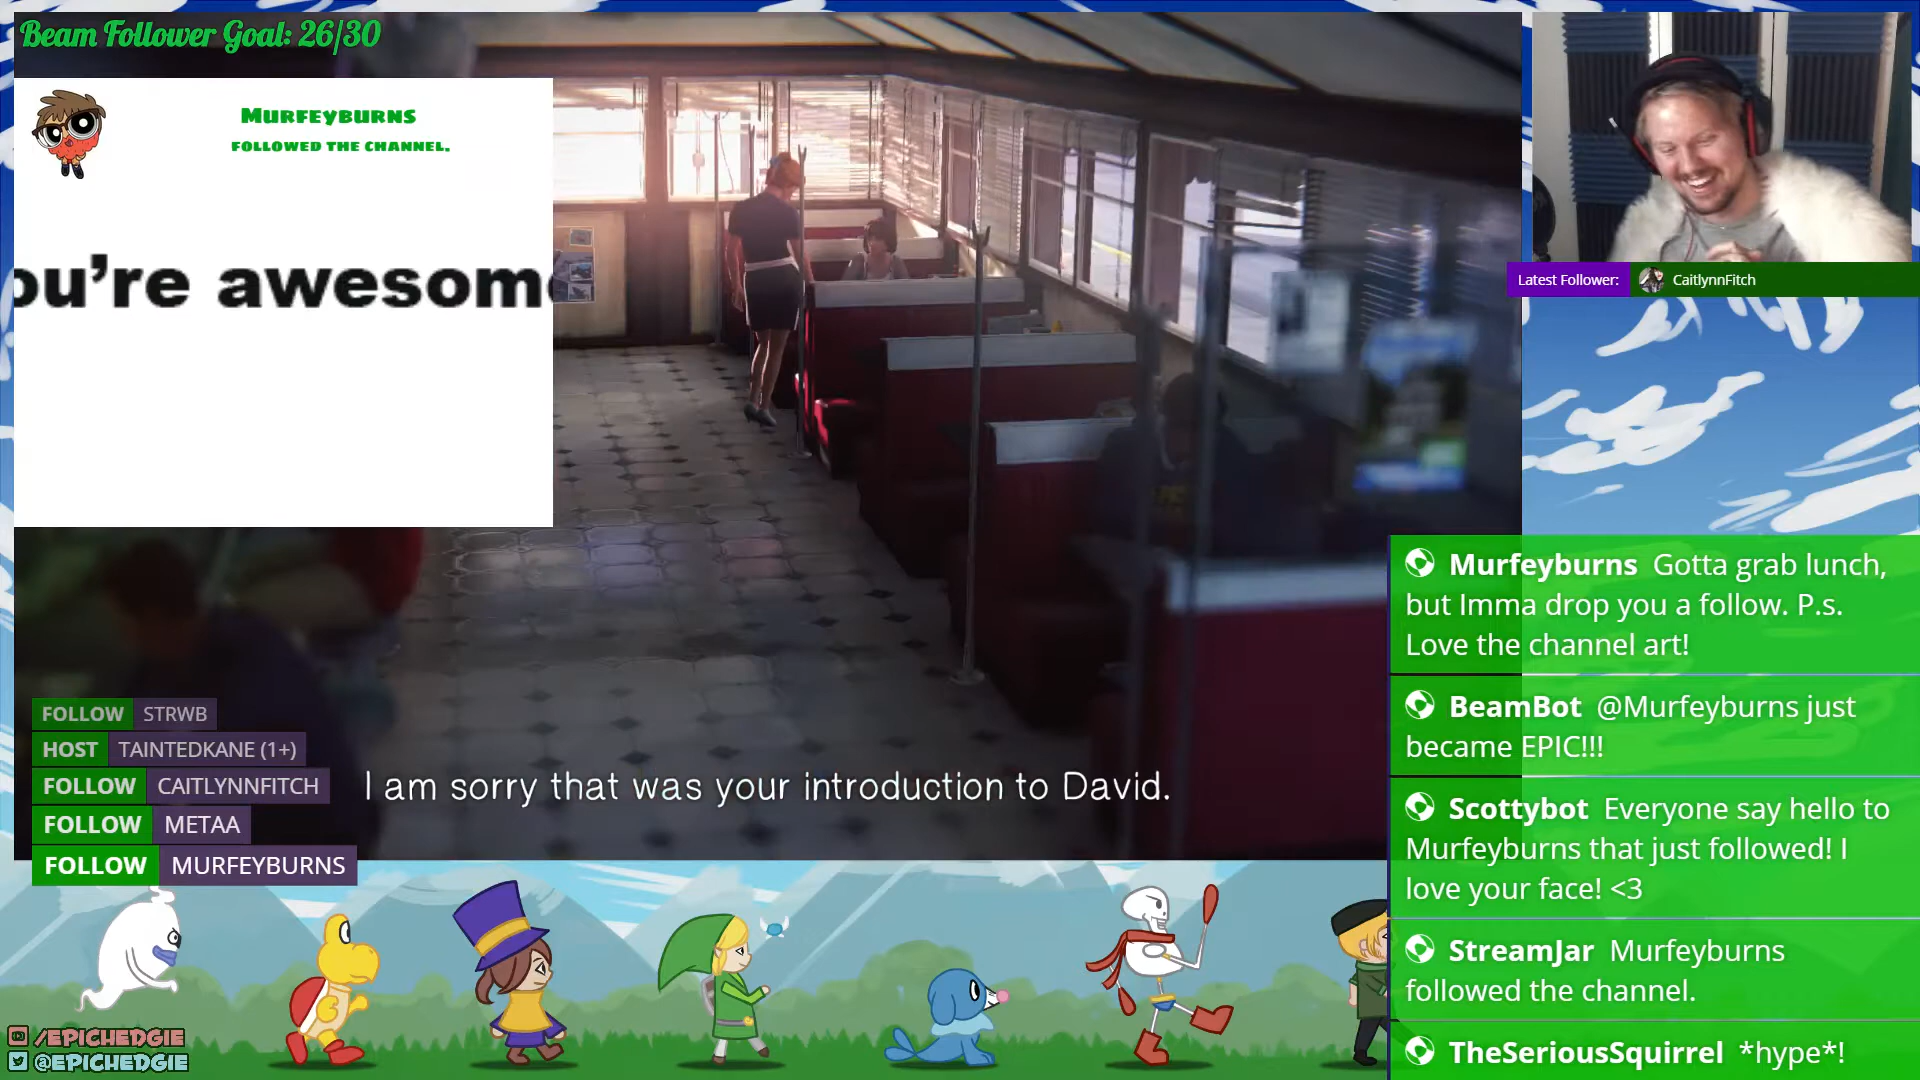 Beam Follower Goal: 26/30
Murfeyburns
followed the channel.
ou're awesome
Latest Follower: CaitlynnFitch
I am sorry that was your introduction to David.
FOLLOW STRWB
HOST TAINTEDKANE (1+)
FOLLOW CAITLYNNFITCH
FOLLOW METAA
FOLLOW MURFEYBURNS
/EPICHEDGIE
@EPICHEDGIE
Murfeyburns Gotta grab lunch,
but Imma drop you a follow. P.s.
Love the channel art!
BeamBot @Murfeyburns just
became EPIC!!!
Scottybot Everyone say hello to
Murfeyburns that just followed! I
love your face! <3
StreamJar Murfeyburns
followed the channel.
TheSeriousSquirrel *hype*!